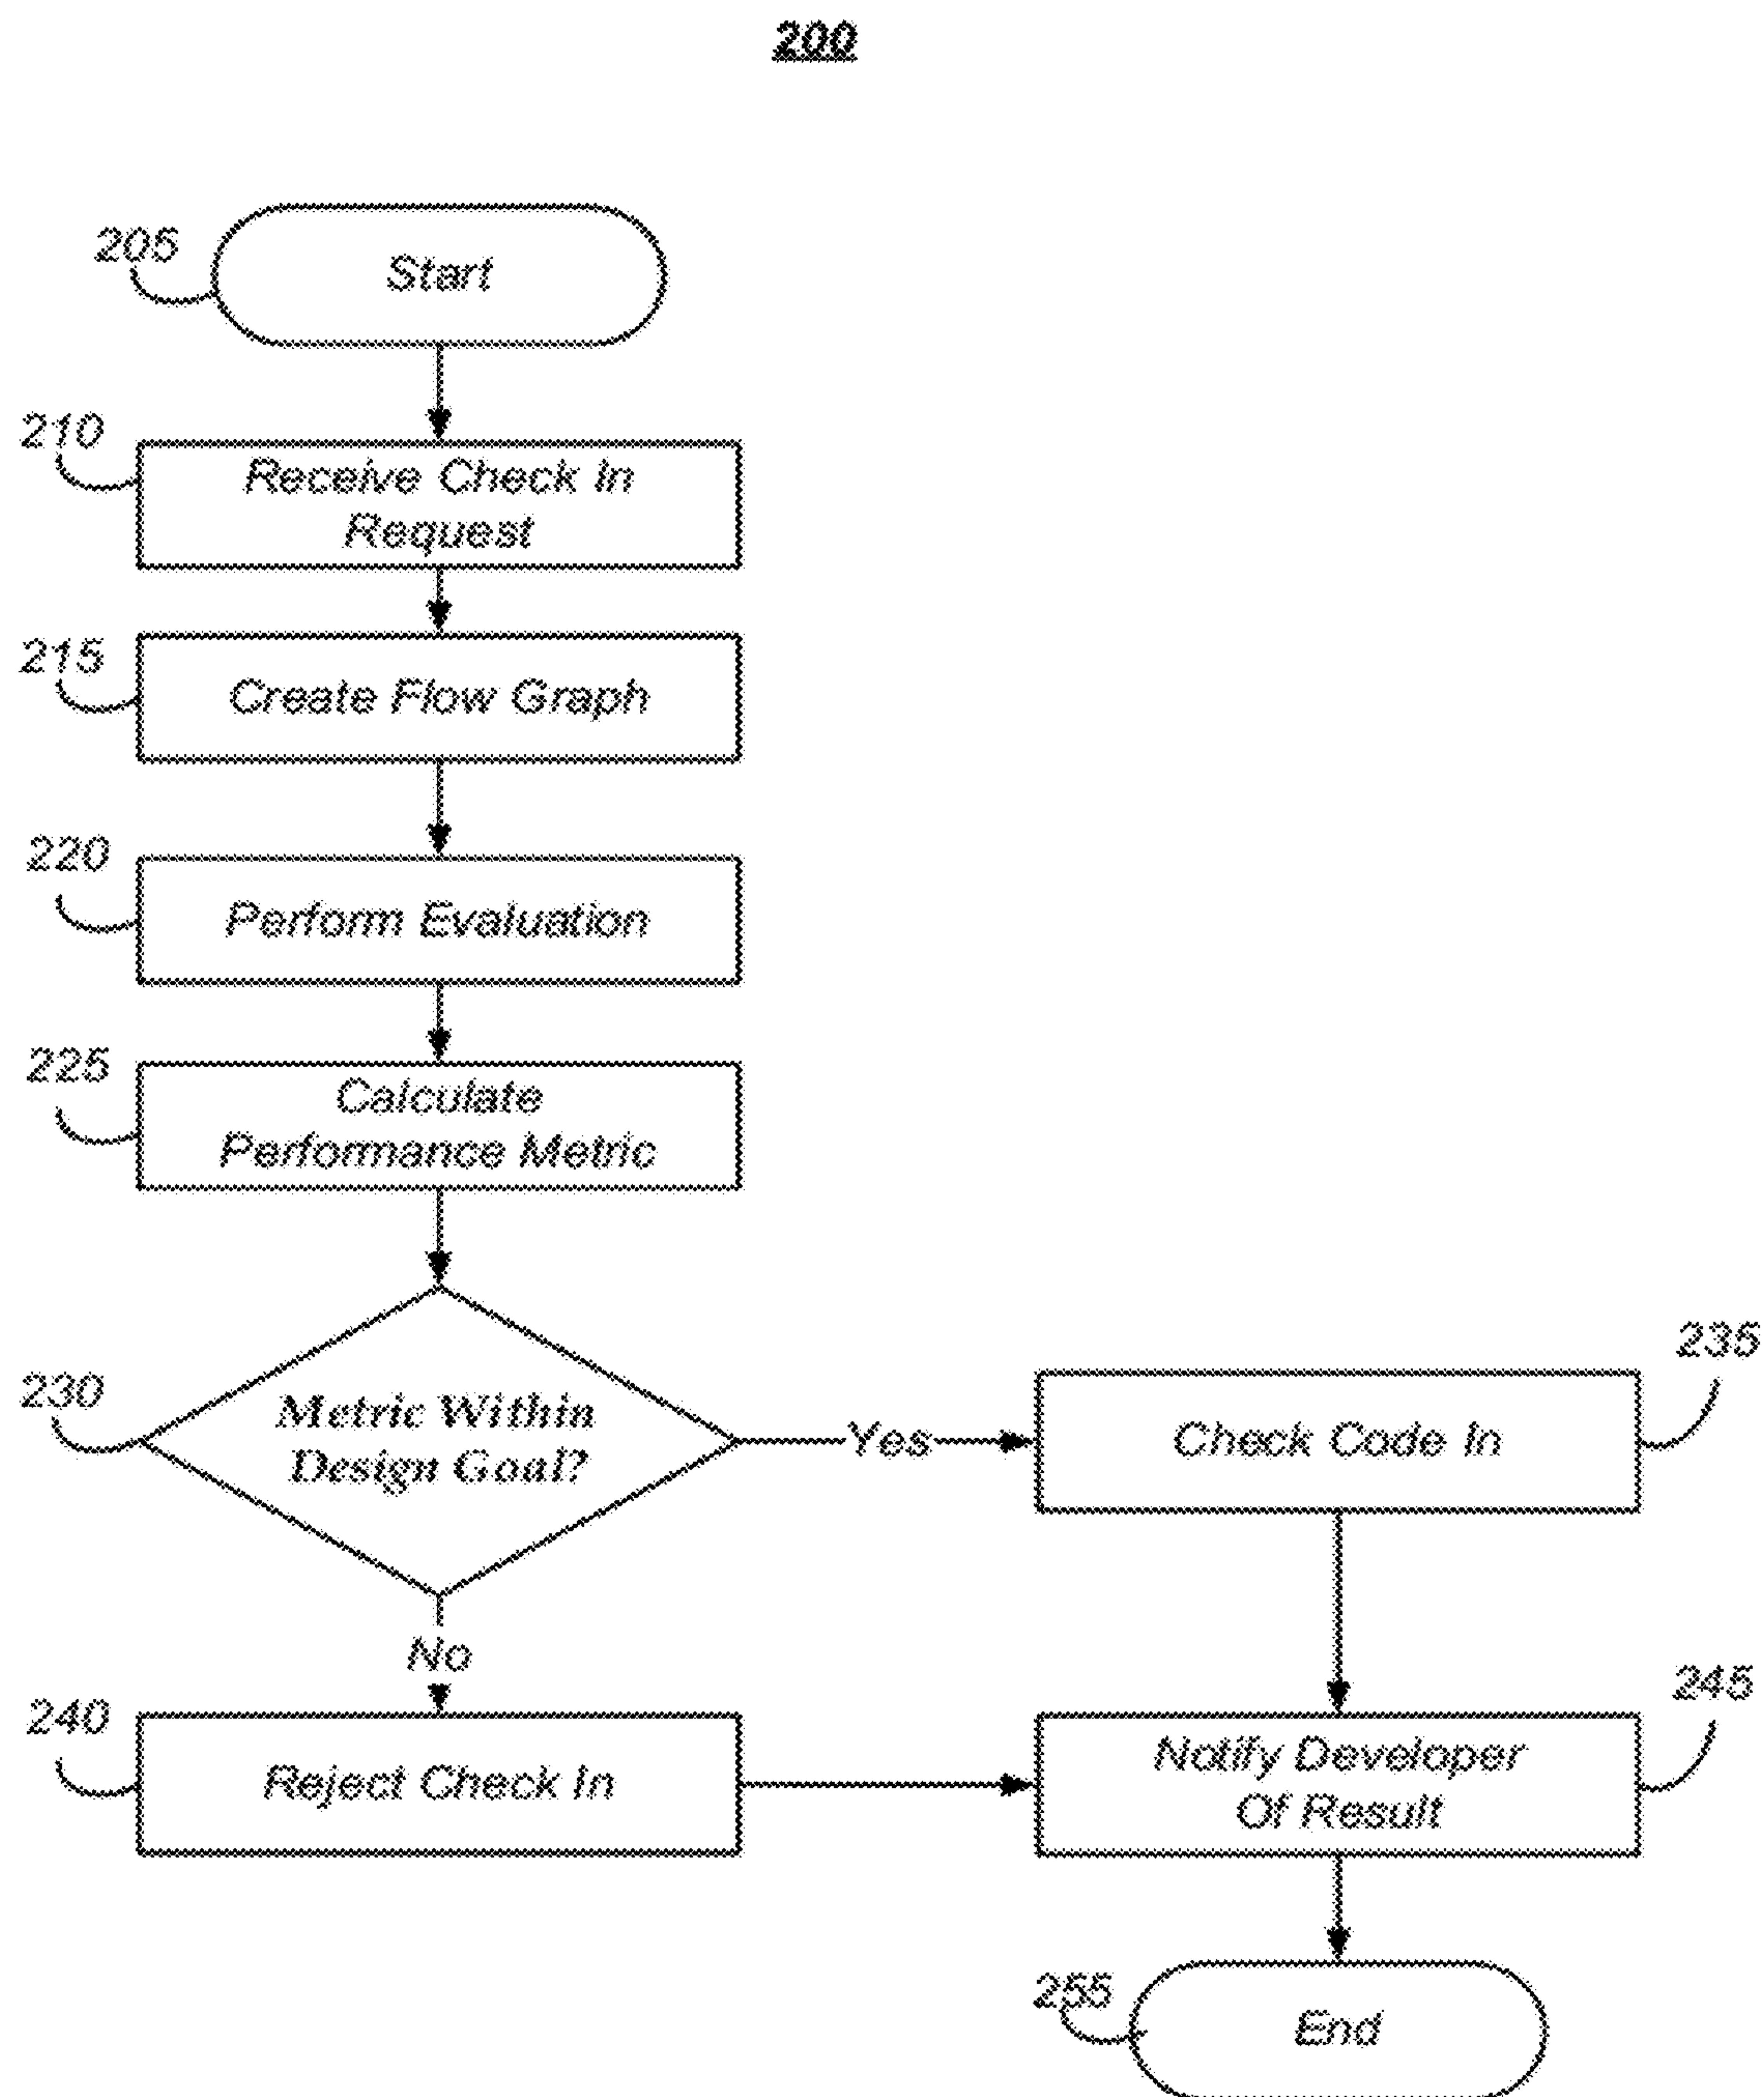 200
205
Start
210
Receive Check In
Request
215
Create Flow Graph
220
Perform Evaluation
225
Calculate
Performance Metric
230
Metric Within
Design Goal?
Yes
235
Check Code In
No
240
Reject Check In
245
Notify Developer
Of Result
255
End